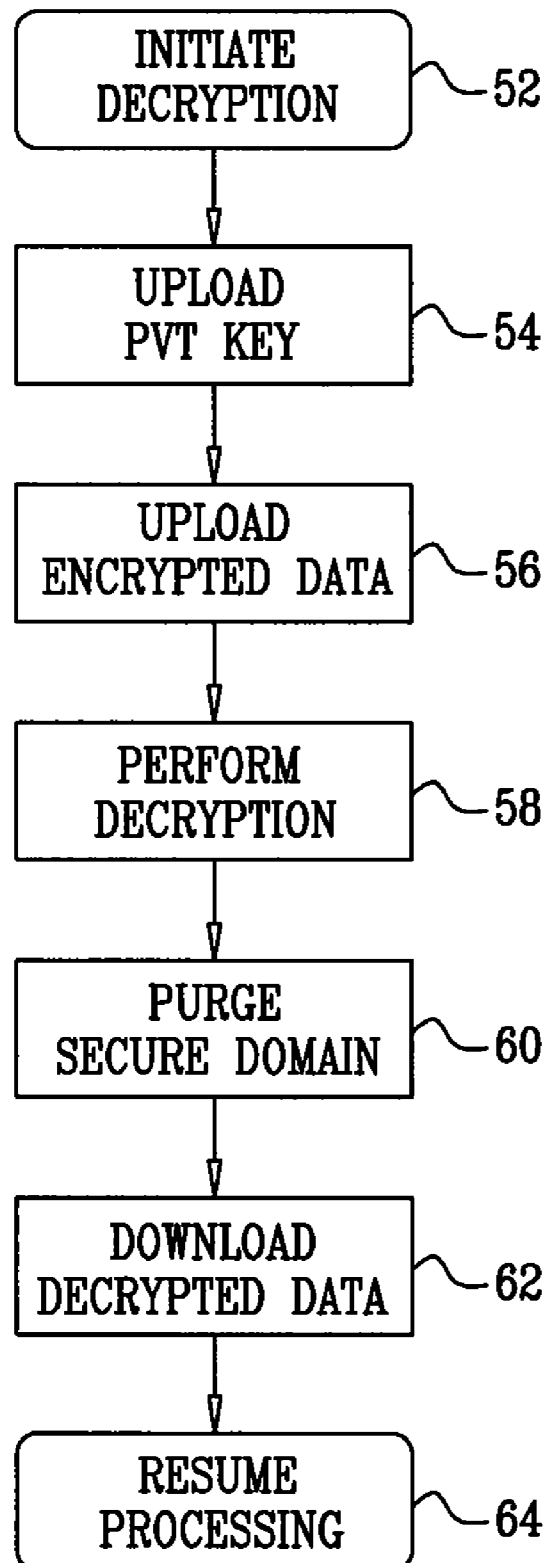 INITIATE
DECRYPTION
52
UPLOAD
PVT KEY
54
UPLOAD
ENCRYPTED DATA
56
PERFORM
DECRYPTION
58
PURGE
SECURE DOMAIN
60
DOWNLOAD
DECRYPTED DATA
62
RESUME
PROCESSING
64